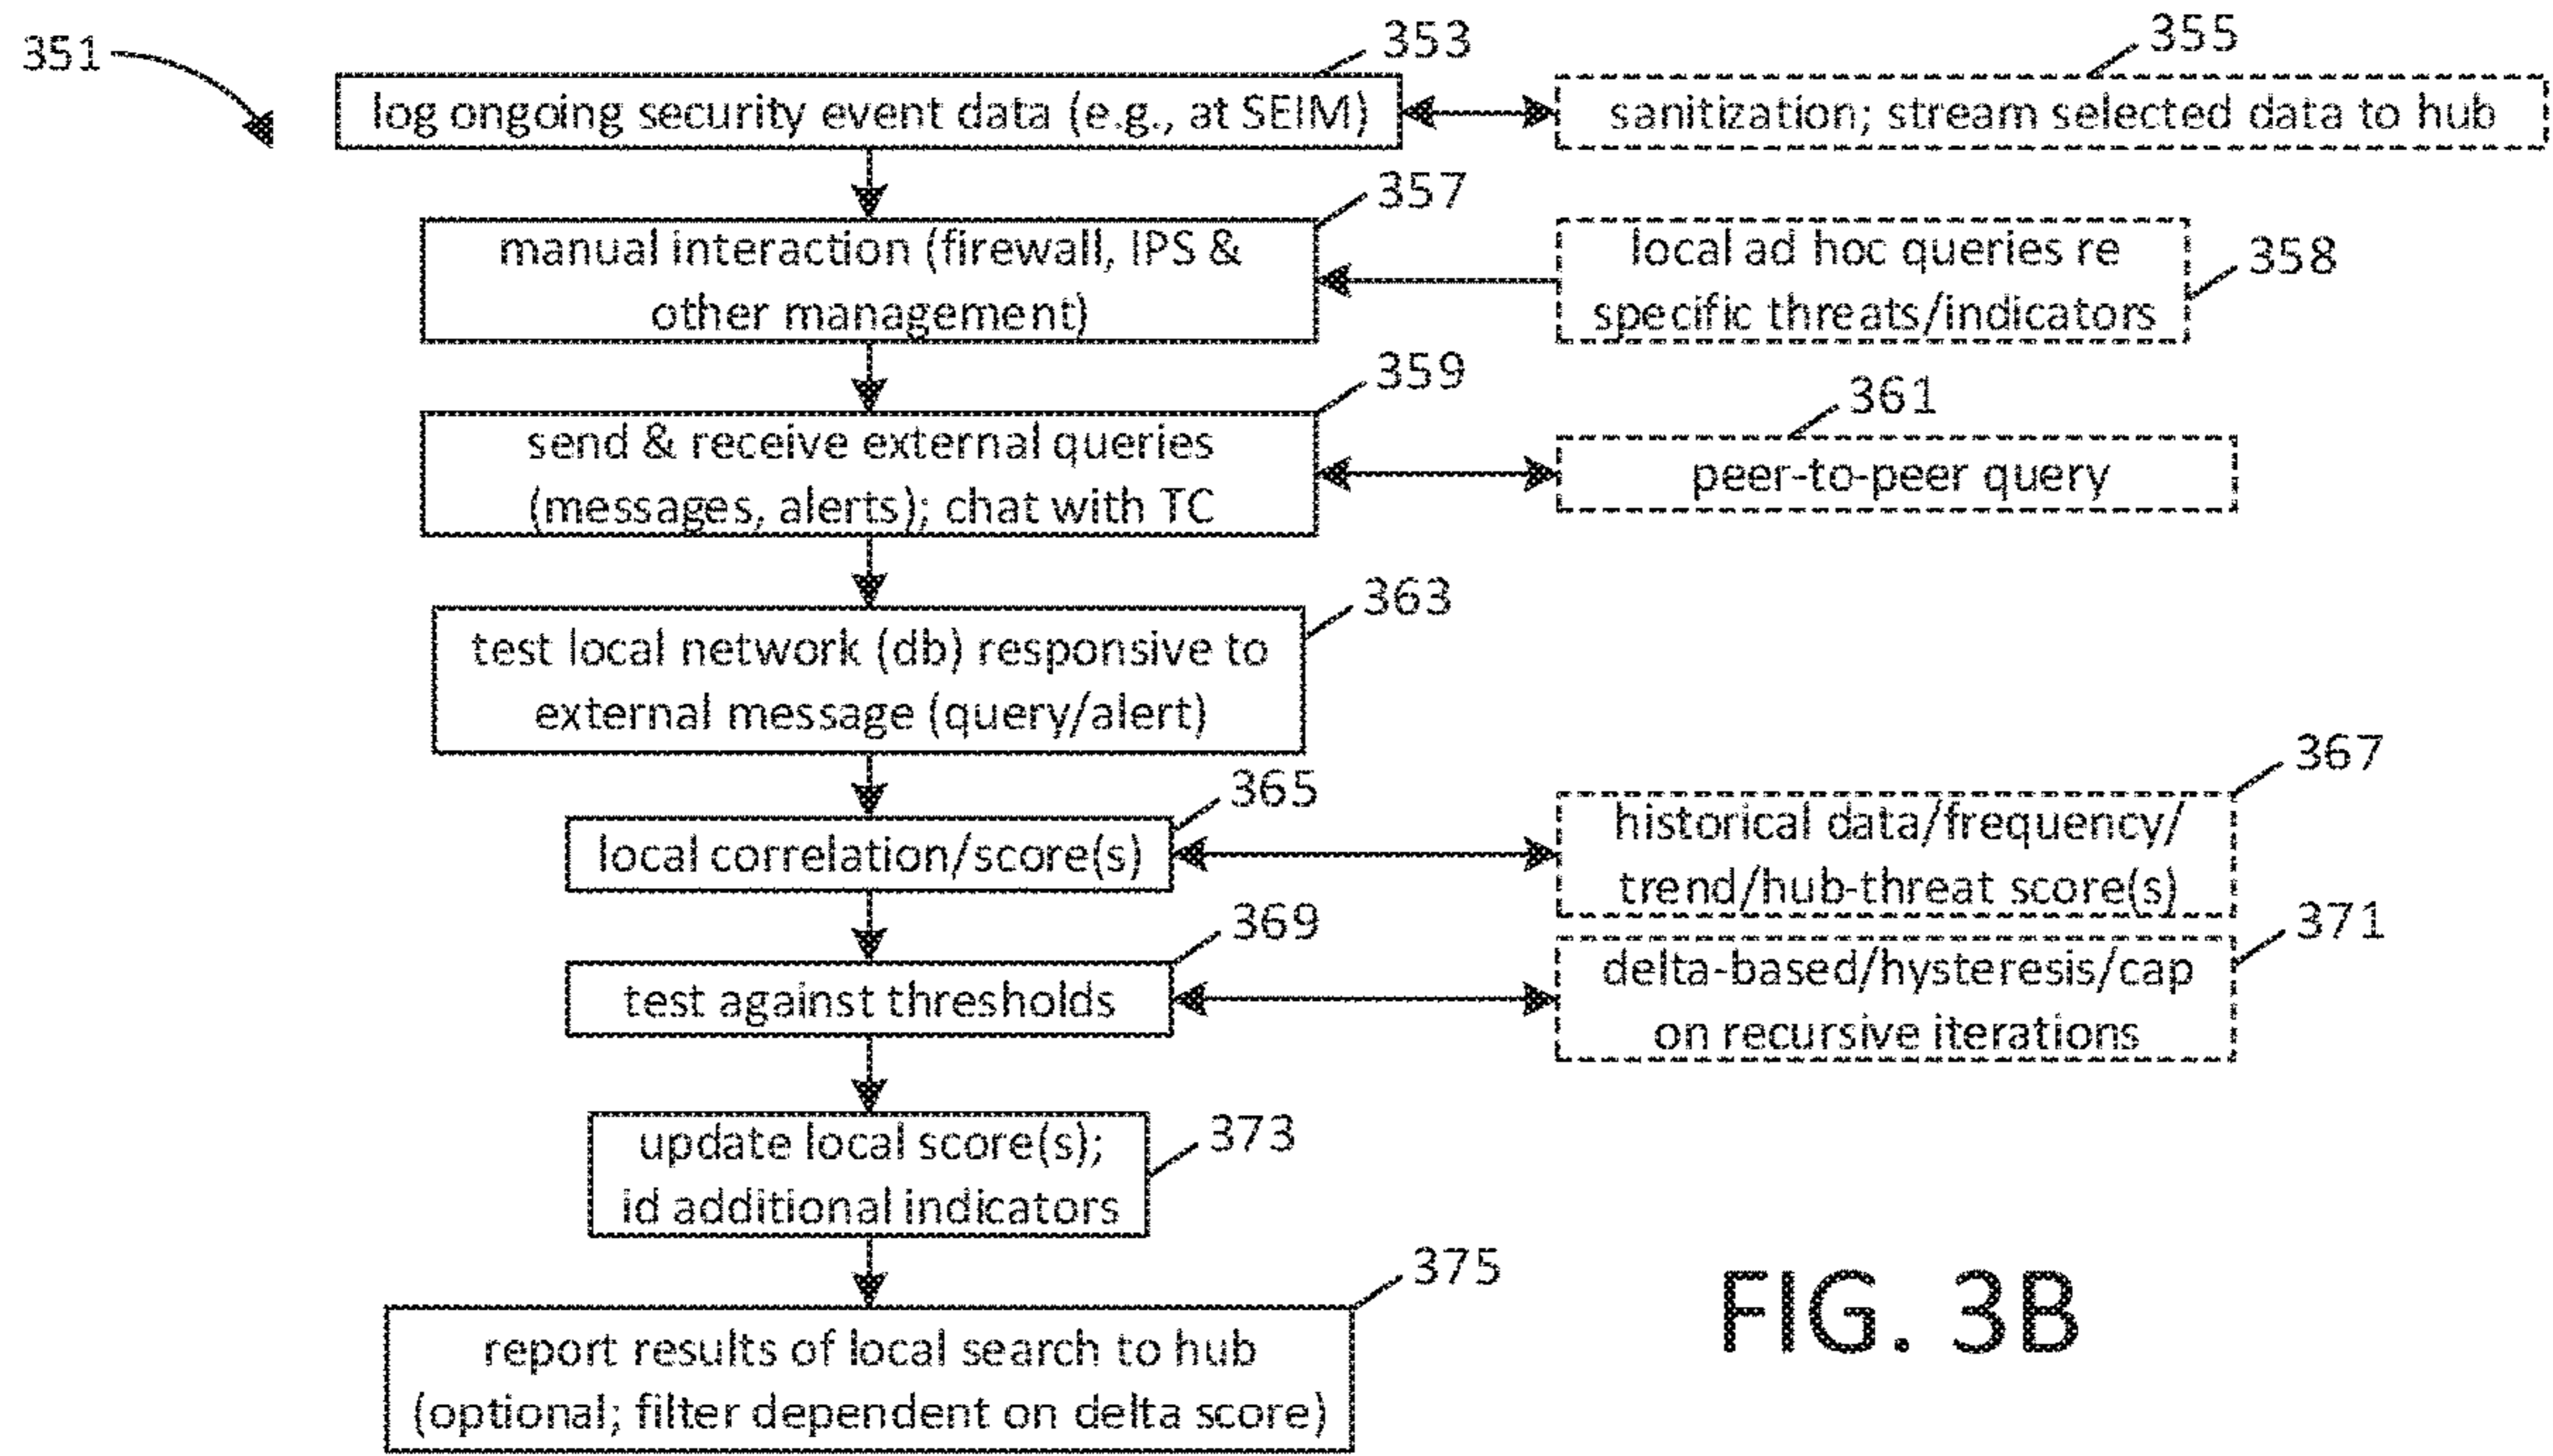 351
353
log ongoing security event data (e.g., at SEIM)
355
sanitization; stream selected data to hub
357
manual interaction (firewall, IPS &
other management)
local ad hoc queries re
specific threats/indicators
358
359
send & receive external queries
(messages, alerts); chat with TC
361
peer-to-peer query
363
test local network (db) responsive to
external message (query/alert)
365
local correlation/score(s)
367
historical data/frequency/
trend/hub-threat score(s)
369
test against thresholds
371
delta-based/hysteresis/cap
on recursive iterations
373
update local score(s);
id additional indicators
375
report results of local search to hub
(optional; filter dependent on delta score)
FIG. 3B